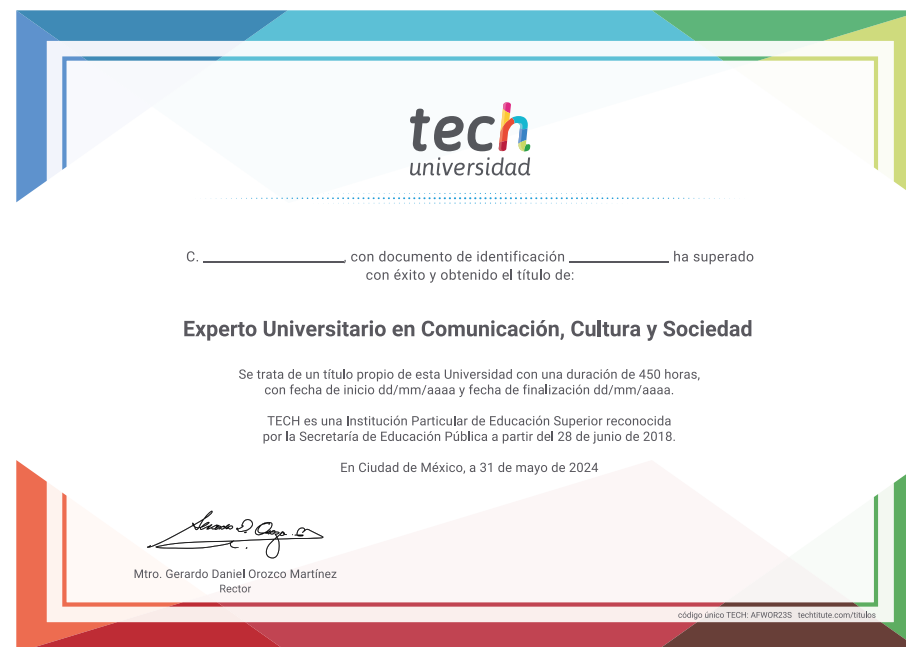 tech
universidad
C. ____________________, con documento de identificación ______________ ha superado
con éxito y obtenido el título de:
Experto Universitario en Comunicación, Cultura y Sociedad
Se trata de un título propio de esta Universidad con una duración de 450 horas,
con fecha de inicio dd/mm/aaaa y fecha de finalización dd/mm/aaaa.
TECH es una Institución Particular de Educación Superior reconocida
por la Secretaría de Educación Pública a partir del 28 de junio de 2018.
En Ciudad de México, a 31 de mayo de 2024
Mtro. Gerardo Daniel Orozco Martínez
Rector
código único TECH: AFWOR23S techtitute.com/titulos